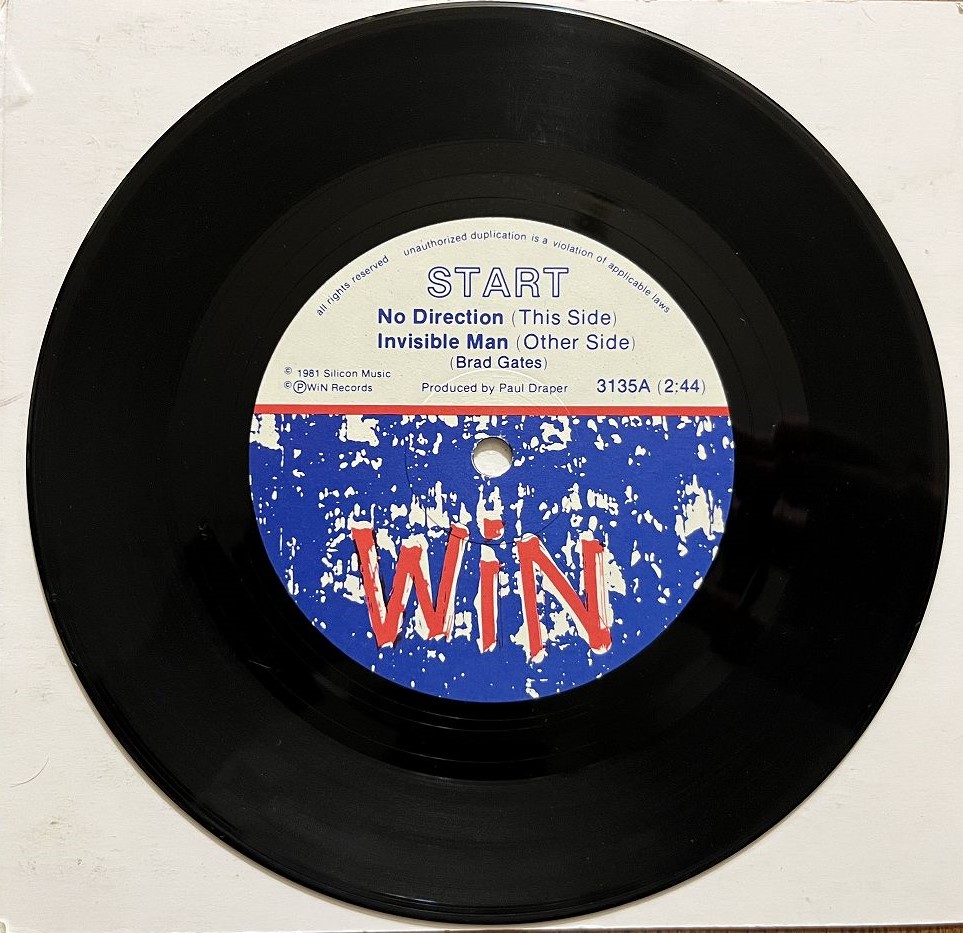 all rights reserved unauthorized duplication is a violation of applicable laws
START
No Direction (This Side)
Invisible Man (Other Side)
(Brad Gates)
© 1981 Silicon Music
©℗WiN Records
Produced by Paul Draper
3135A (2:44)
WiN